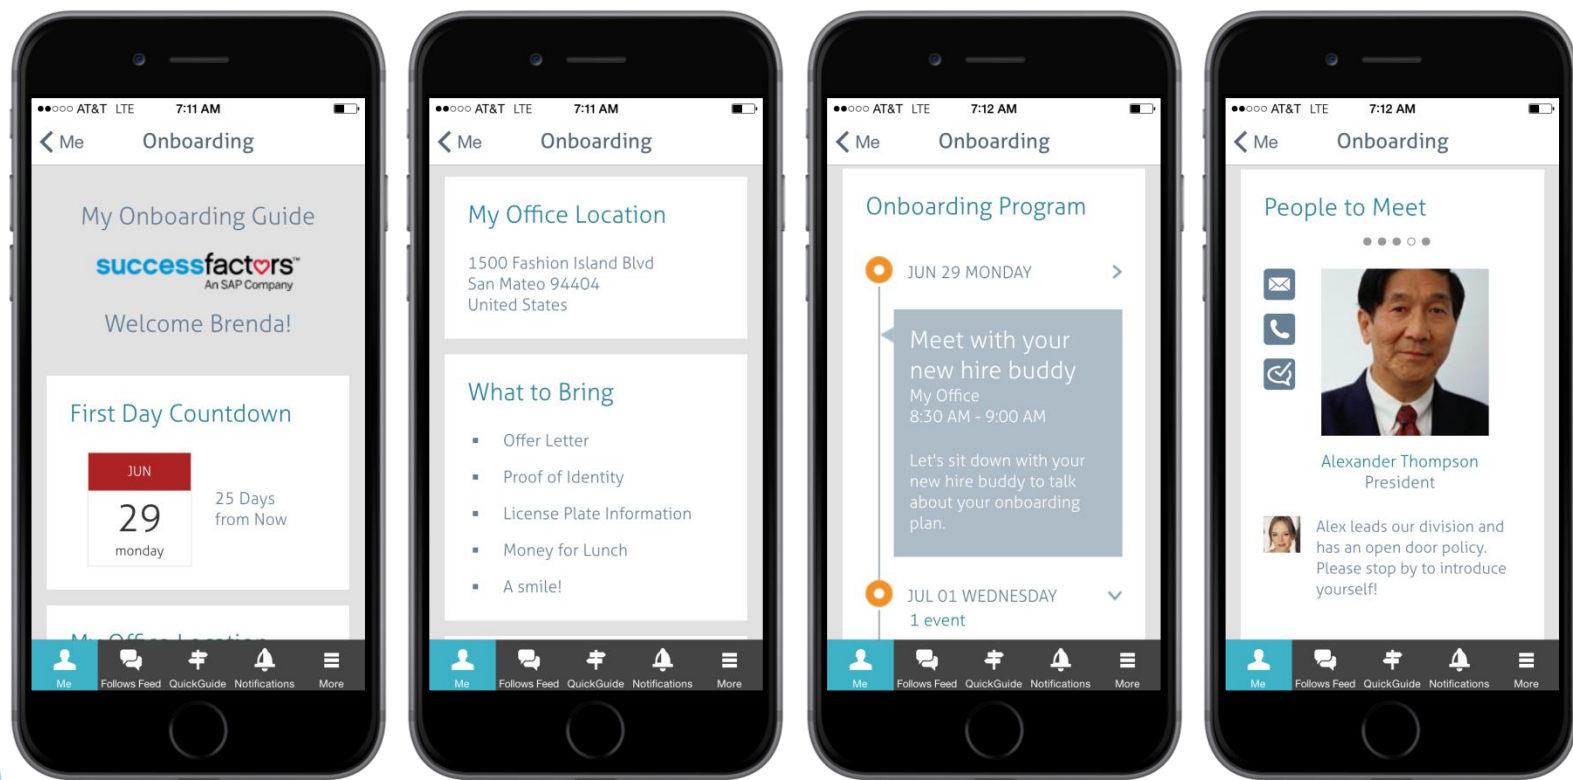 AT&T LTE 7:11 AM
Me Onboarding
My Onboarding Guide
successfactors™
An SAP Company
Welcome Brenda!
First Day Countdown
JUN
29
monday
25 Days
from Now
My Office Location
Me Follows Feed QuickGuide Notifications More
AT&T LTE 7:11 AM
Me Onboarding
My Office Location
1500 Fashion Island Blvd
San Mateo 94404
United States
What to Bring
Offer Letter
Proof of Identity
License Plate Information
Money for Lunch
A smile!
Me Follows Feed QuickGuide Notifications More
AT&T LTE 7:12 AM
Me Onboarding
Onboarding Program
JUN 29 MONDAY
Meet with your
new hire buddy
My Office
8:30 AM - 9:00 AM
Let's sit down with your
new hire buddy to talk
about your onboarding
plan.
JUL 01 WEDNESDAY
1 event
Me Follows Feed QuickGuide Notifications More
AT&T LTE 7:12 AM
Me Onboarding
People to Meet
Alexander Thompson
President
Alex leads our division and
has an open door policy.
Please stop by to introduce
yourself!
Me Follows Feed QuickGuide Notifications More